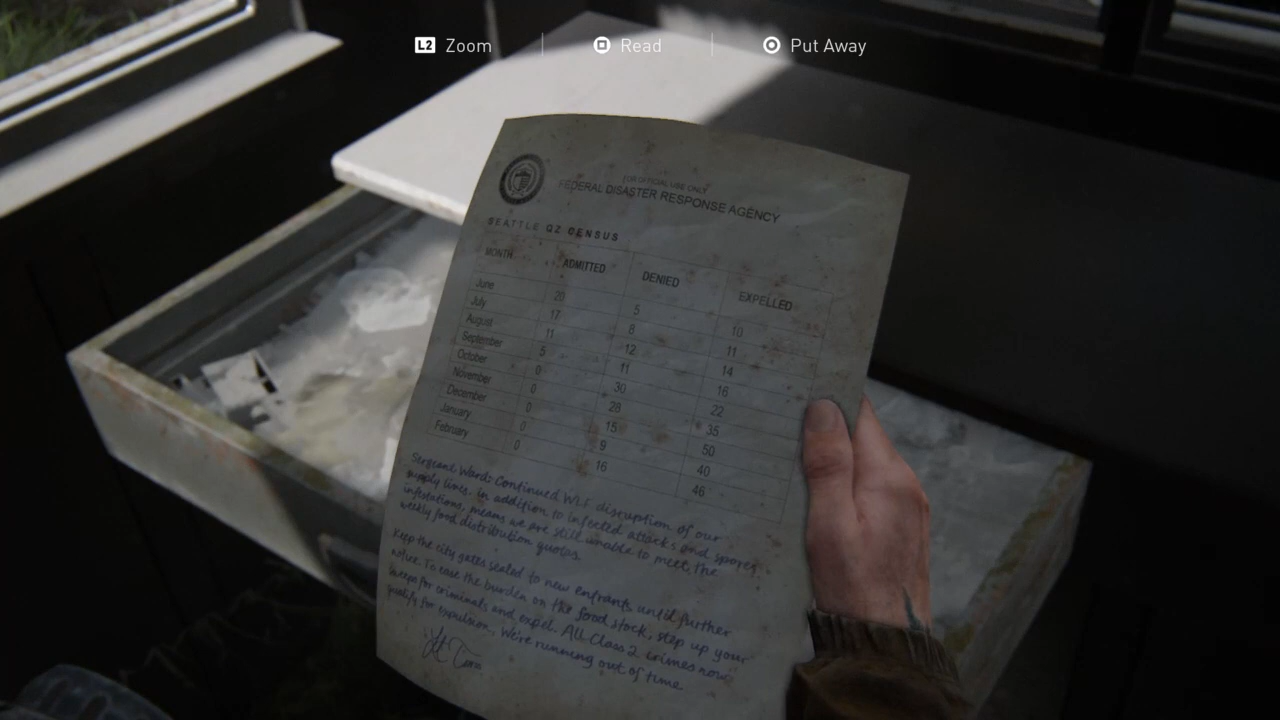 L2 Zoom Read Put Away
FOR OFFICIAL USE ONLY
FEDERAL DISASTER RESPONSE AGENCY
SEATTLE QZ CENSUS
MONTH ADMITTED DENIED EXPELLED
June 20 5 10
July 17 8 11
August 11 12 14
September 5 11 16
October 0 30 22
November 0 28 35
December 0 15 50
January 0 9 40
February 0 16 46
Sergeant Ward: Continued WLF disruption of our
supply lines, in addition to infected attacks and spores
infestations, means we are still unable to meet the
weekly food distribution quotas.
Keep the city gates sealed to new entrants until further
notice. To ease the burden on the food stock, step up your
sweeps for criminals and expel. All Class 2 crimes now
qualify for expulsion. We're running out of time